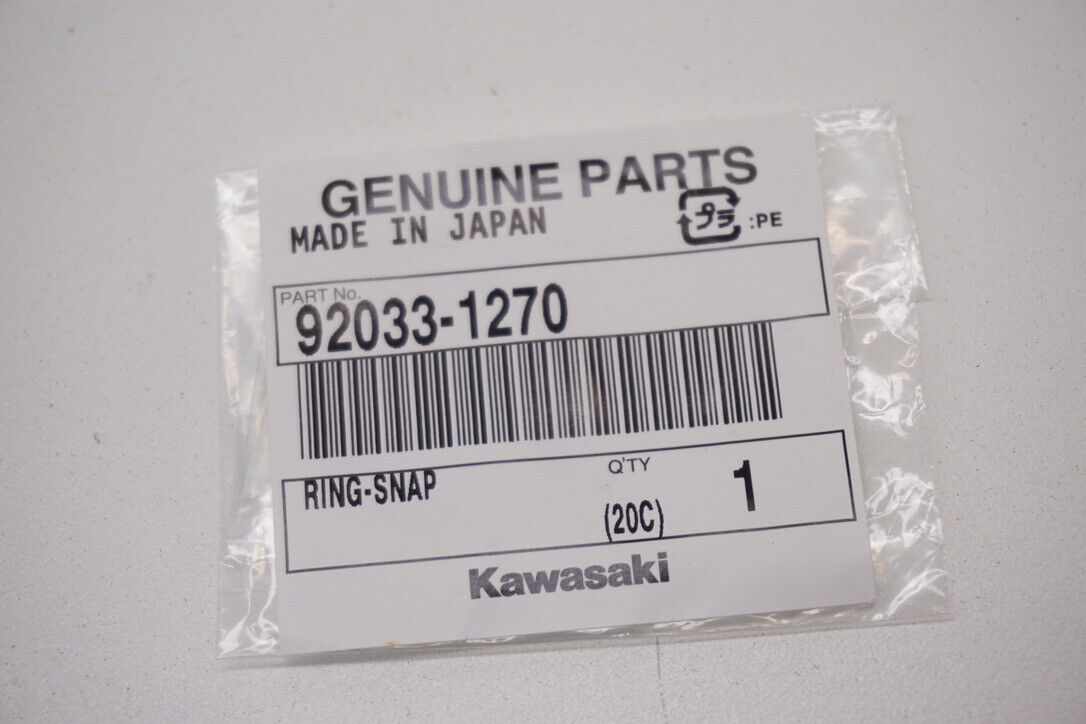 GENUINE PARTS
MADE IN JAPAN
プラ :PE
PART No.
92033-1270
RING-SNAP
Q'TY
1
(20C)
Kawasaki